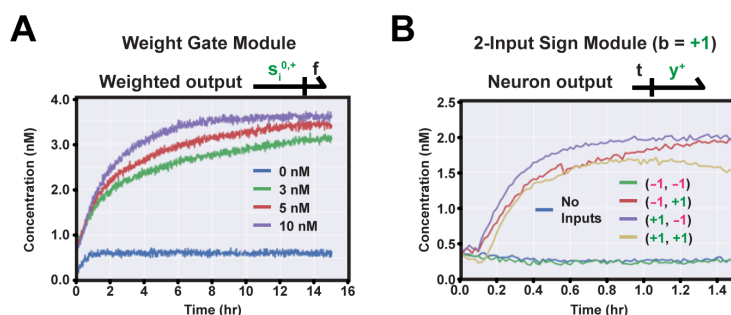 A
Weight Gate Module
Weighted output
sᵢ⁰,⁺
f
4.0
3.0
2.0
1.0
0.0
Concentration (nM)
0 nM
3 nM
5 nM
10 nM
0
2
4
6
8
10
12
14
16
Time (hr)
B
2-Input Sign Module (b = +1)
Neuron output
t
y⁺
2.5
2.0
1.5
1.0
0.5
0.0
Concentration (nM)
No
Inputs
(−1, −1)
(−1, +1)
(+1, −1)
(+1, +1)
0.0
0.2
0.4
0.6
0.8
1.0
1.2
1.4
Time (hr)